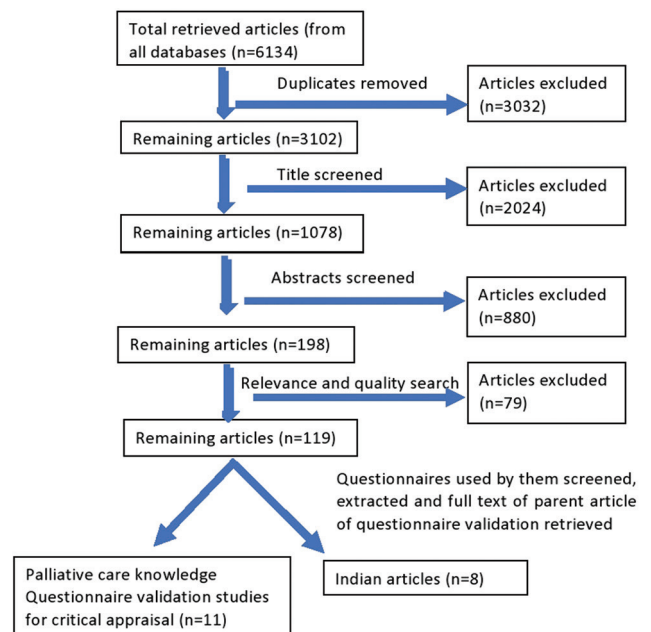 Total retrieved articles (from
all databases (n=6134)
Duplicates removed
Articles excluded
(n=3032)
Remaining articles (n=3102)
Title screened
Articles excluded
(n=2024)
Remaining articles (n=1078)
Abstracts screened
Articles excluded
(n=880)
Remaining articles (n=198)
Relevance and quality search
Articles excluded
(n=79)
Remaining articles (n=119)
Questionnaires used by them screened,
extracted and full text of parent article
of questionnaire validation retrieved
Palliative care knowledge
Questionnaire validation studies
for critical appraisal (n=11)
Indian articles (n=8)